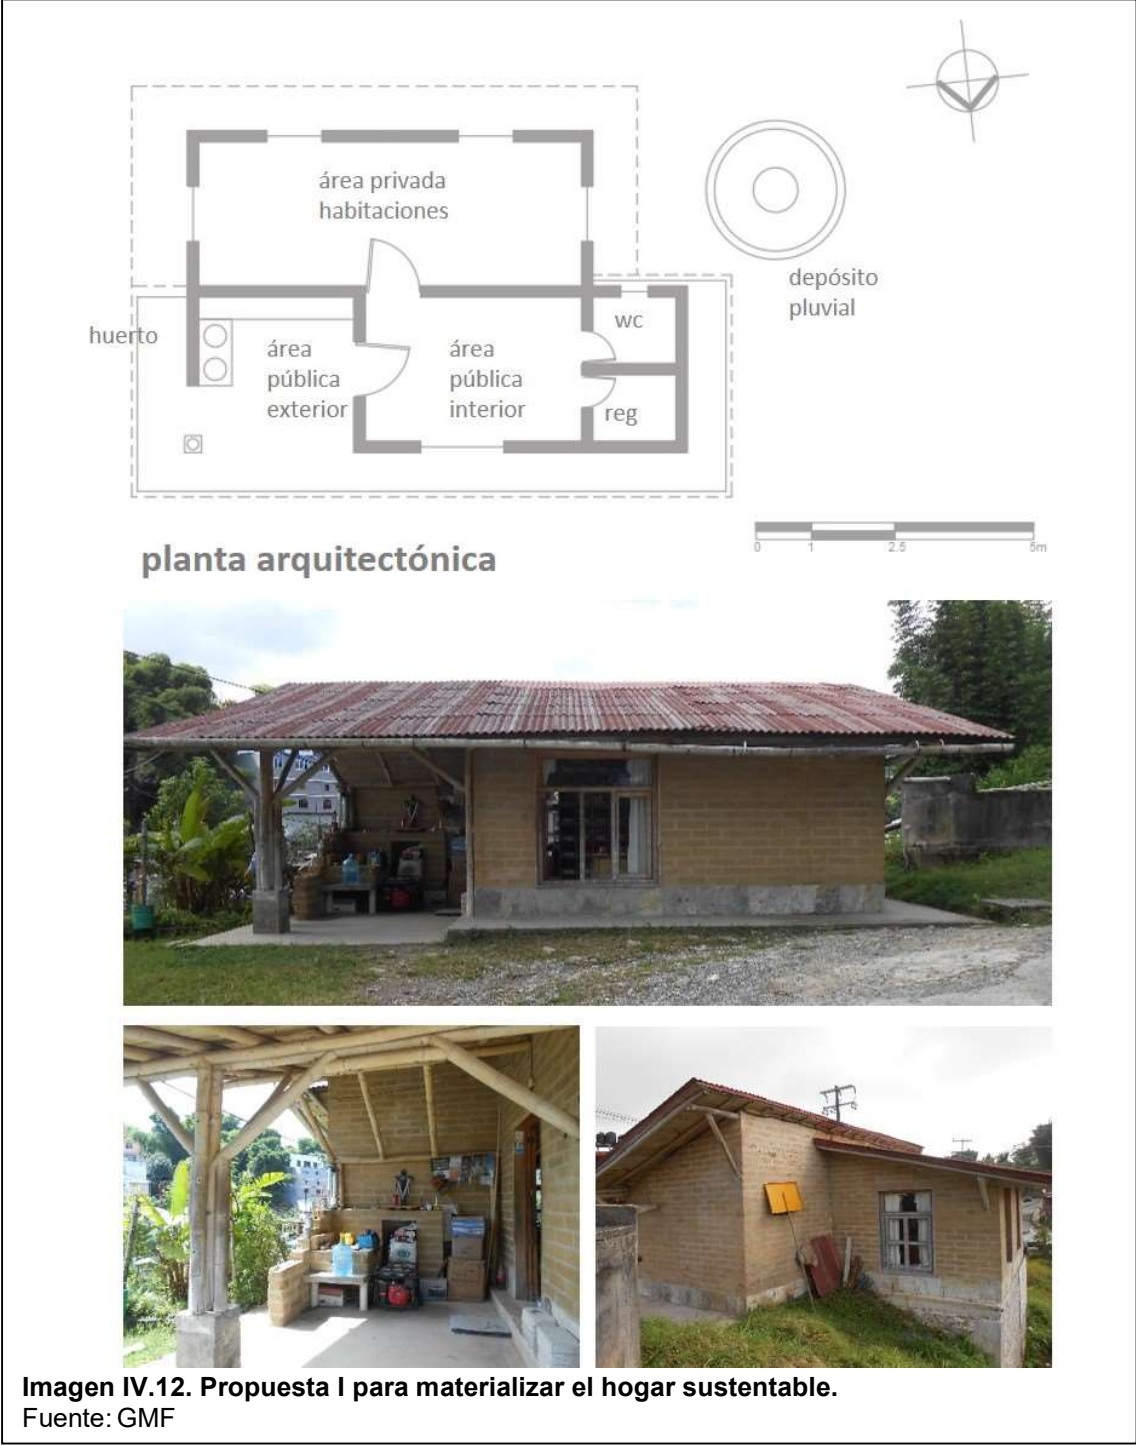 área privada
habitaciones
depósito
pluvial
wc
huerto
área
pública
exterior
área
pública
interior
reg
0 1 2.5 5m
planta arquitectónica
Imagen IV.12. Propuesta I para materializar el hogar sustentable.
Fuente: GMF